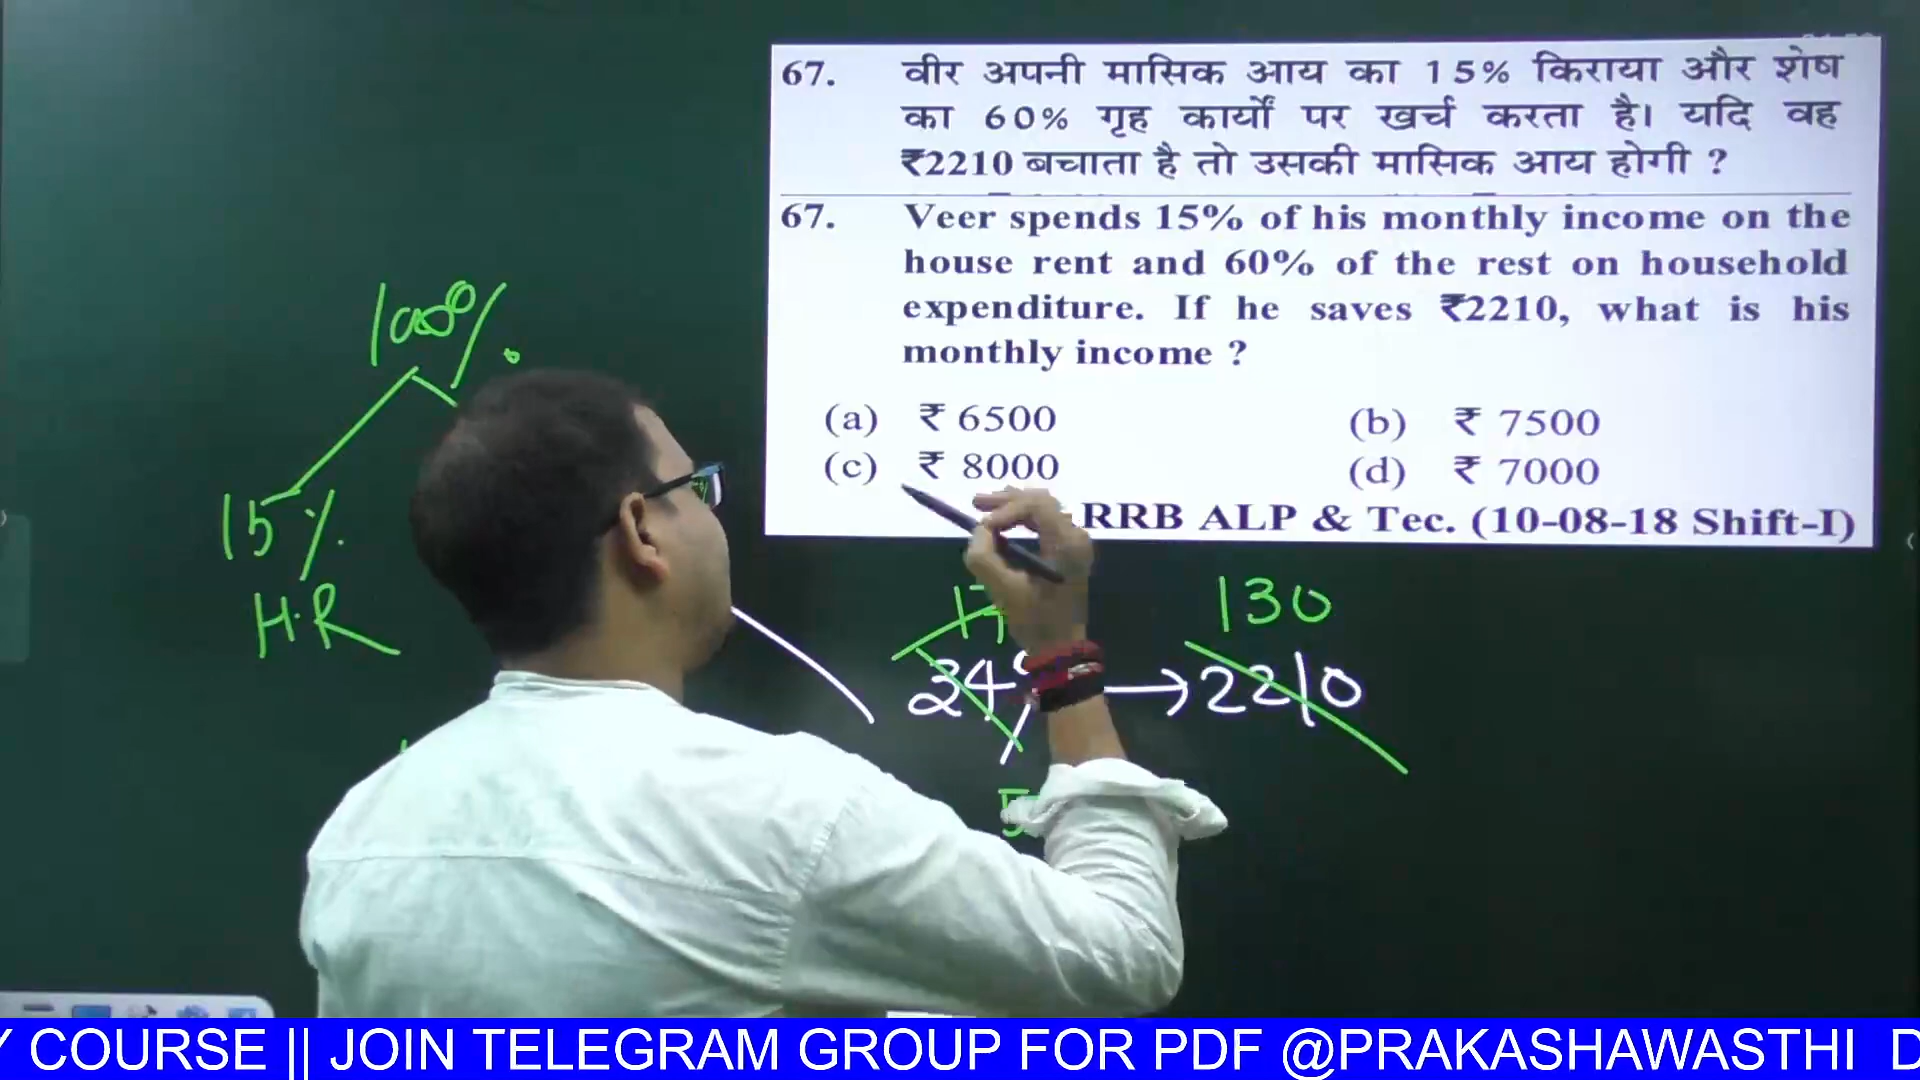 67. वीर अपनी मासिक आय का 15% किराया और शेष
का 60% गृह कार्यों पर खर्च करता है। यदि वह
₹2210 बचाता है तो उसकी मासिक आय होगी ?
67. Veer spends 15% of his monthly income on the
house rent and 60% of the rest on household
expenditure. If he saves ₹2210, what is his
monthly income ?
(a) ₹ 6500 (b) ₹ 7500
(c) ₹ 8000 (d) ₹ 7000
RRB ALP & Tec. (10-08-18 Shift-I)
100%
15%
H.R
17 130
34% → 2210
5
Y COURSE || JOIN TELEGRAM GROUP FOR PDF @PRAKASHAWASTHI D